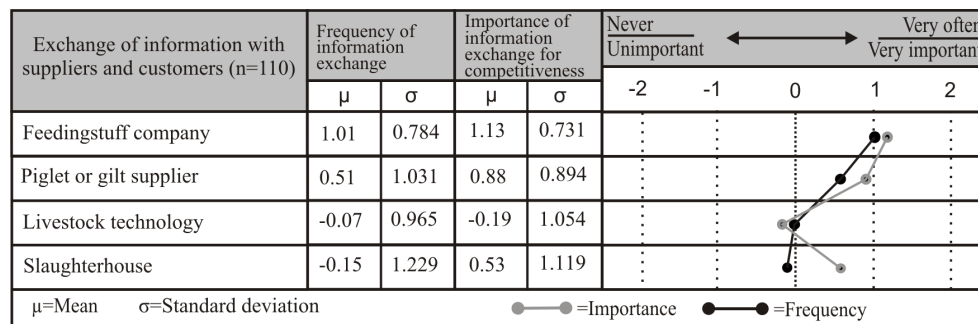 Exchange of information with
suppliers and customers (n=110)
Frequency of
information
exchange
Importance of
information
exchange for
competitiveness
Never
Unimportant
Very often
Very important
μ σ μ σ
-2 -1 0 1 2
Feedingstuff company 1.01 0.784 1.13 0.731
Piglet or gilt supplier 0.51 1.031 0.88 0.894
Livestock technology -0.07 0.965 -0.19 1.054
Slaughterhouse -0.15 1.229 0.53 1.119
μ=Mean σ=Standard deviation =Importance =Frequency